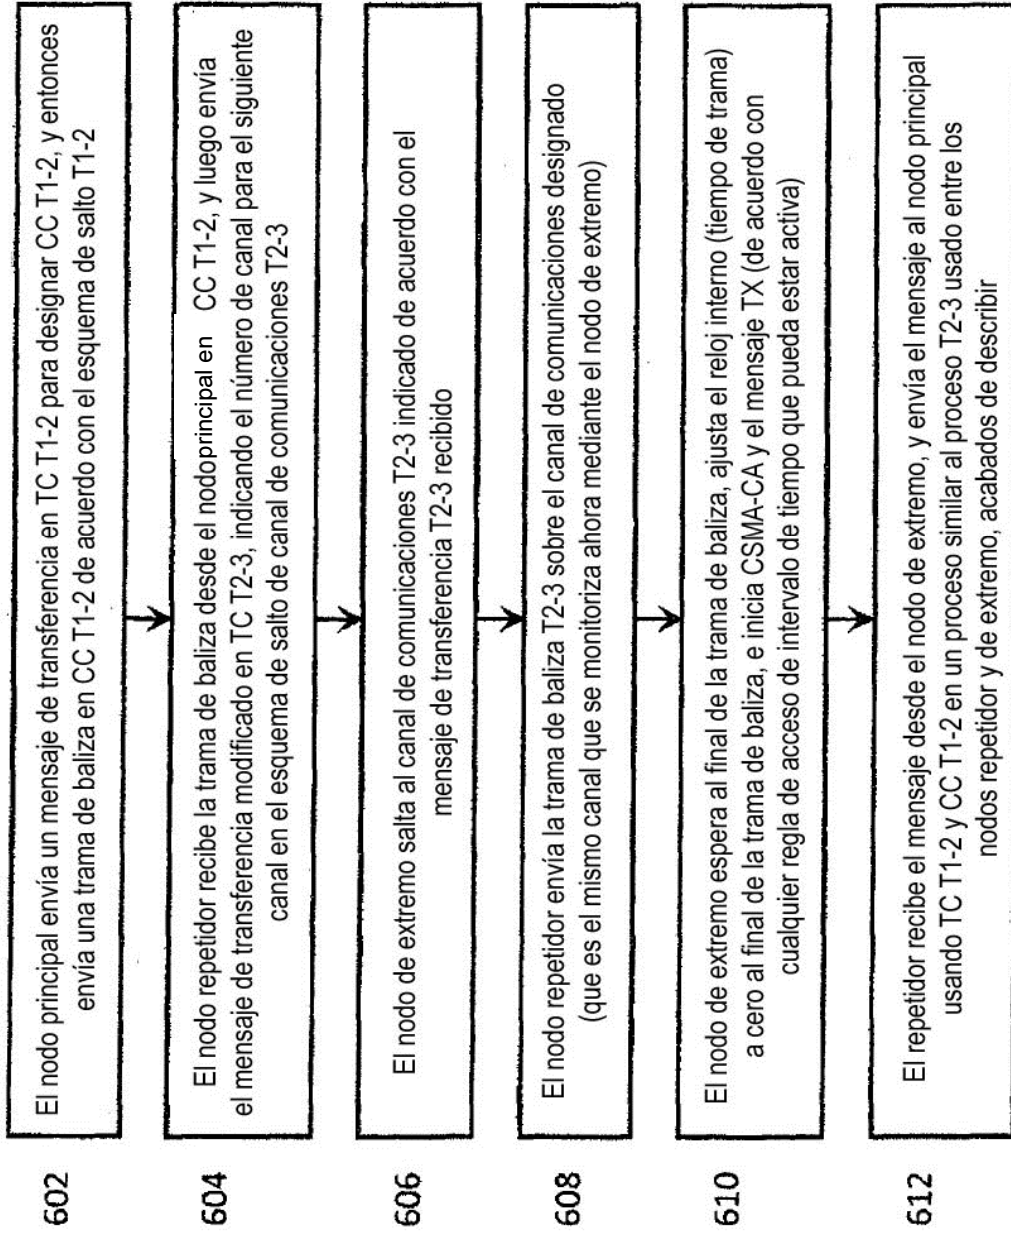 602
El nodo principal envía un mensaje de transferencia en TC T1-2 para designar CC T1-2, y entonces
envía una trama de baliza en CC T1-2 de acuerdo con el esquema de salto T1-2
604
El nodo repetidor recibe la trama de baliza desde el nodoprincipal en CC T1-2, y luego envía
el mensaje de transferencia modificado en TC T2-3, indicando el número de canal para el siguiente
canal en el esquema de salto de canal de comunicaciones T2-3
606
El nodo de extremo salta al canal de comunicaciones T2-3 indicado de acuerdo con el
mensaje de transferencia T2-3 recibido
608
El nodo repetidor envía la trama de baliza T2-3 sobre el canal de comunicaciones designado
(que es el mismo canal que se monitoriza ahora mediante el nodo de extremo)
610
El nodo de extremo espera al final de la trama de baliza, ajusta el reloj interno (tiempo de trama)
a cero al final de la trama de baliza, e inicia CSMA-CA y el mensaje TX (de acuerdo con
cualquier regla de acceso de intervalo de tiempo que pueda estar activa)
612
El repetidor recibe el mensaje desde el nodo de extremo, y envía el mensaje al nodo principal
usando TC T1-2 y CC T1-2 en un proceso similar al proceso T2-3 usado entre los
nodos repetidor y de extremo, acabados de describir